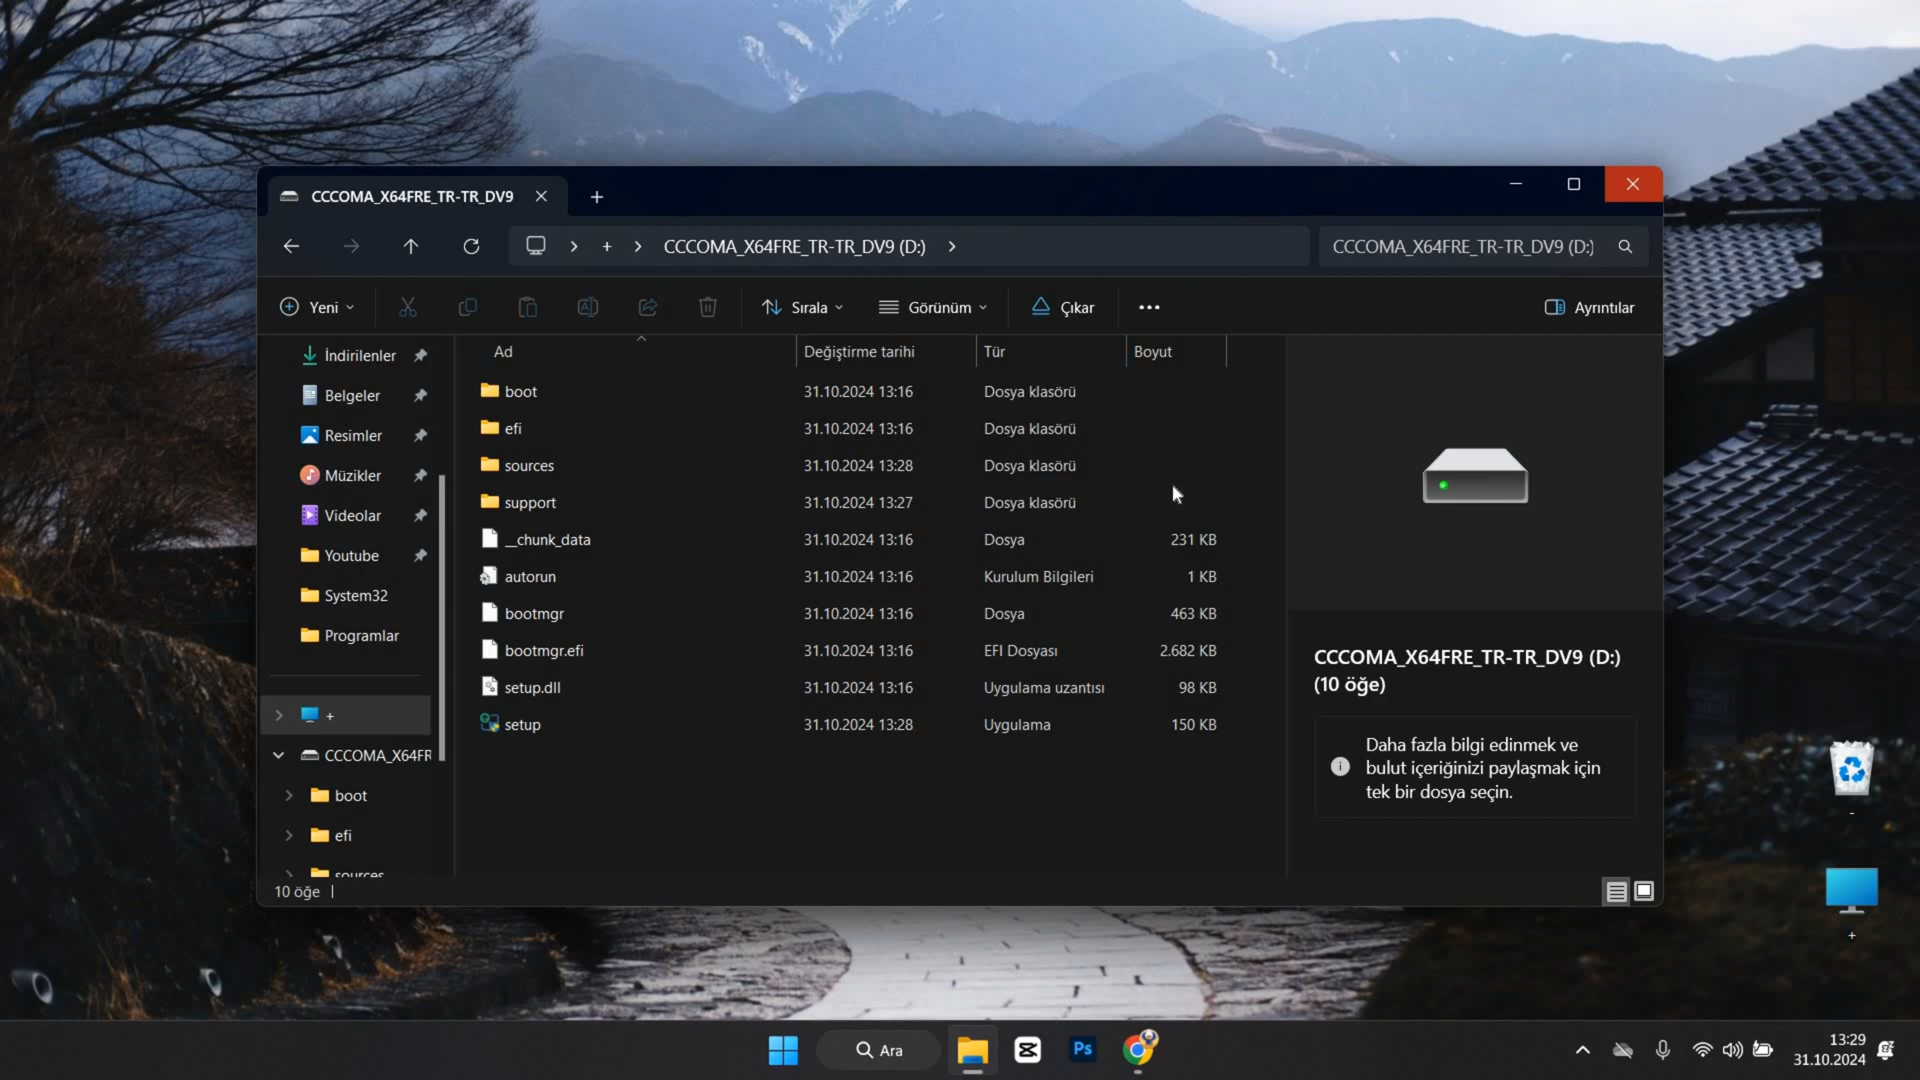 CCCOMA_X64FRE_TR-TR_DV9
+ CCCOMA_X64FRE_TR-TR_DV9 (D:) CCCOMA_X64FRE_TR-TR_DV9 (D:)
Yeni Sırala Görünüm Çıkar Ayrıntılar
İndirilenler
Belgeler
Resimler
Müzikler
Videolar
Youtube
System32
Programlar
+
CCCOMA_X64FR
boot
efi
sources
Ad Değiştirme tarihi Tür Boyut
boot 31.10.2024 13:16 Dosya klasörü
efi 31.10.2024 13:16 Dosya klasörü
sources 31.10.2024 13:28 Dosya klasörü
support 31.10.2024 13:27 Dosya klasörü
__chunk_data 31.10.2024 13:16 Dosya 231 KB
autorun 31.10.2024 13:16 Kurulum Bilgileri 1 KB
bootmgr 31.10.2024 13:16 Dosya 463 KB
bootmgr.efi 31.10.2024 13:16 EFI Dosyası 2.682 KB
setup.dll 31.10.2024 13:16 Uygulama uzantısı 98 KB
setup 31.10.2024 13:28 Uygulama 150 KB
CCCOMA_X64FRE_TR-TR_DV9 (D:)
(10 öğe)
Daha fazla bilgi edinmek ve
bulut içeriğinizi paylaşmak için
tek bir dosya seçin.
10 öğe
-
+
Ara
Ps
13:29
31.10.2024